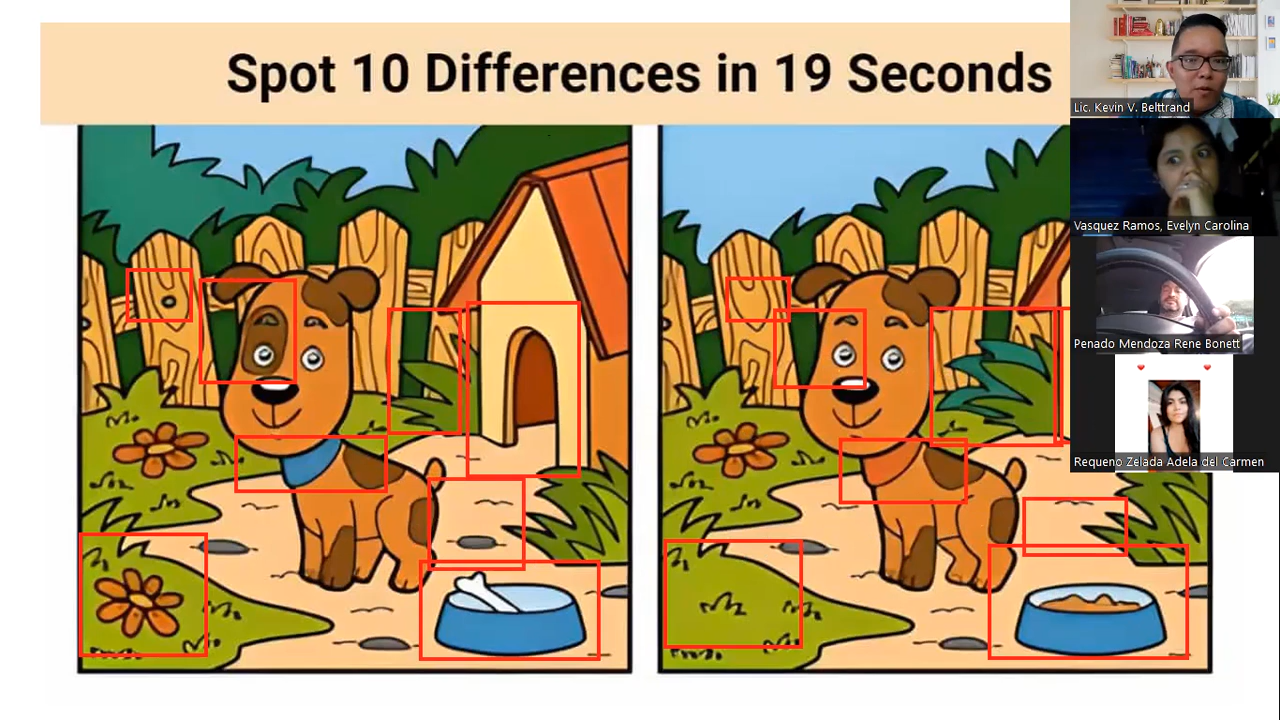 Spot 10 Differences in 19 Seconds
Lic. Kevin V. Belttrand
Vasquez Ramos, Evelyn Carolina
Penado Mendoza Rene Bonett
Requeno Zelada Adela del Carmen